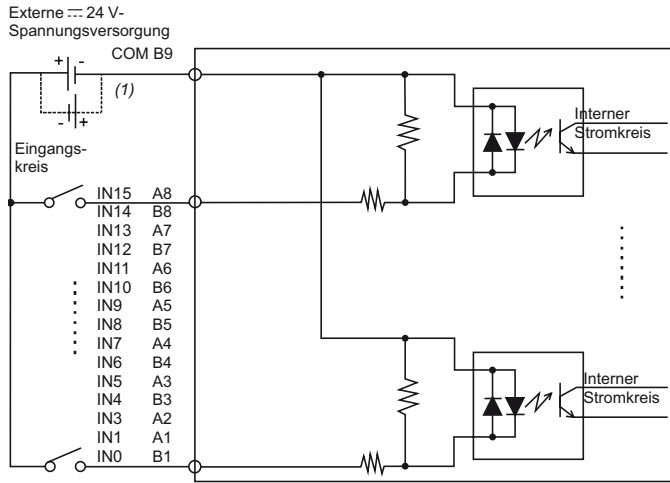 Externe ⎓ 24 V-
Spannungsversorgung
COM B9
+ -
(1)
- +
Eingangs-
kreis
Interner
Stromkreis
IN15 A8
IN14 B8
IN13 A7
IN12 B7
IN11 A6
IN10 B6
IN9 A5
IN8 B5
IN7 A4
IN6 B4
IN5 A3
IN4 B3
IN3 A2
IN1 A1
IN0 B1
Interner
Stromkreis